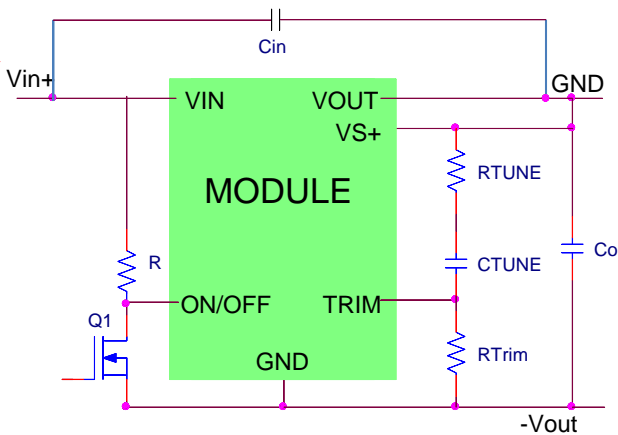 Cin
Vin+
GND
VIN
VOUT
VS+
RTUNE
MODULE
R
CTUNE
Co
ON/OFF
TRIM
Q1
RTrim
GND
-Vout